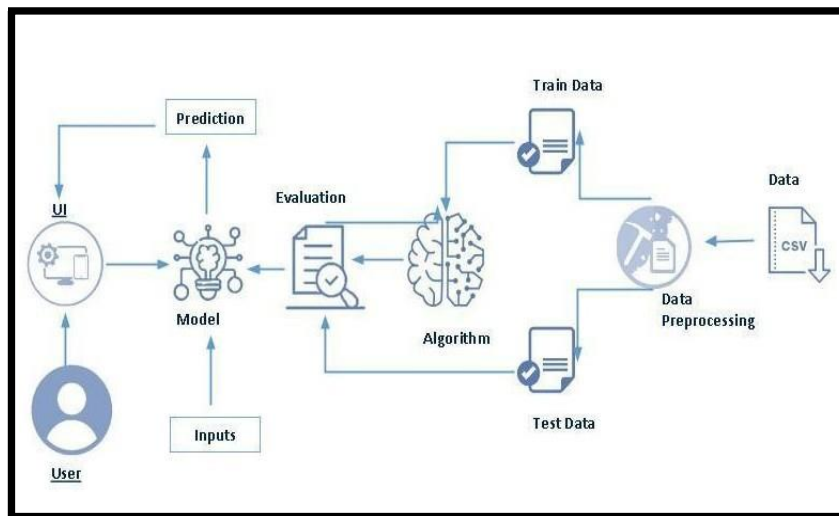 Train Data
Prediction
Data
Evaluation
UI
CSV
Model
Algorithm
Data
Preprocessing
Inputs
Test Data
User